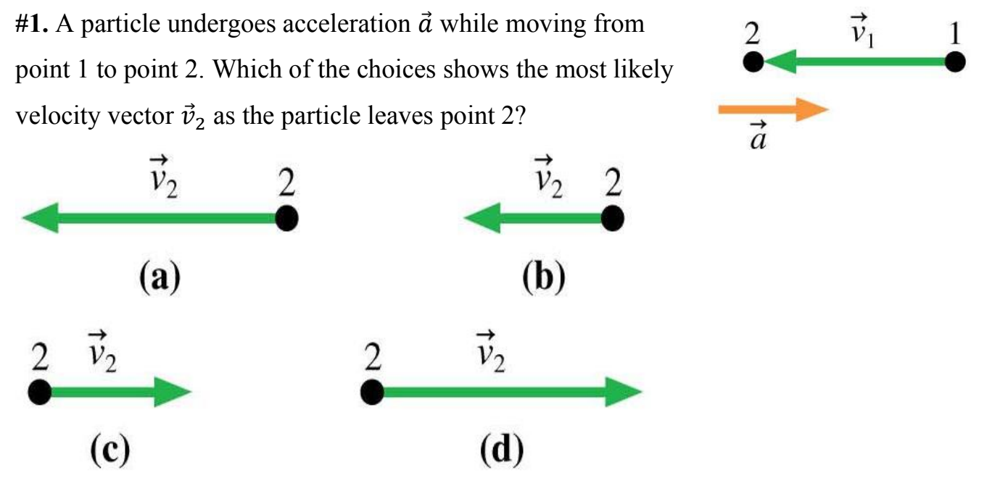 #1. A particle undergoes acceleration a⃗ while moving from
point 1 to point 2. Which of the choices shows the most likely
velocity vector v⃗₂ as the particle leaves point 2?
2 v⃗₁ 1
a⃗
v⃗₂ 2
(a)
v⃗₂ 2
(b)
2 v⃗₂
(c)
2 v⃗₂
(d)